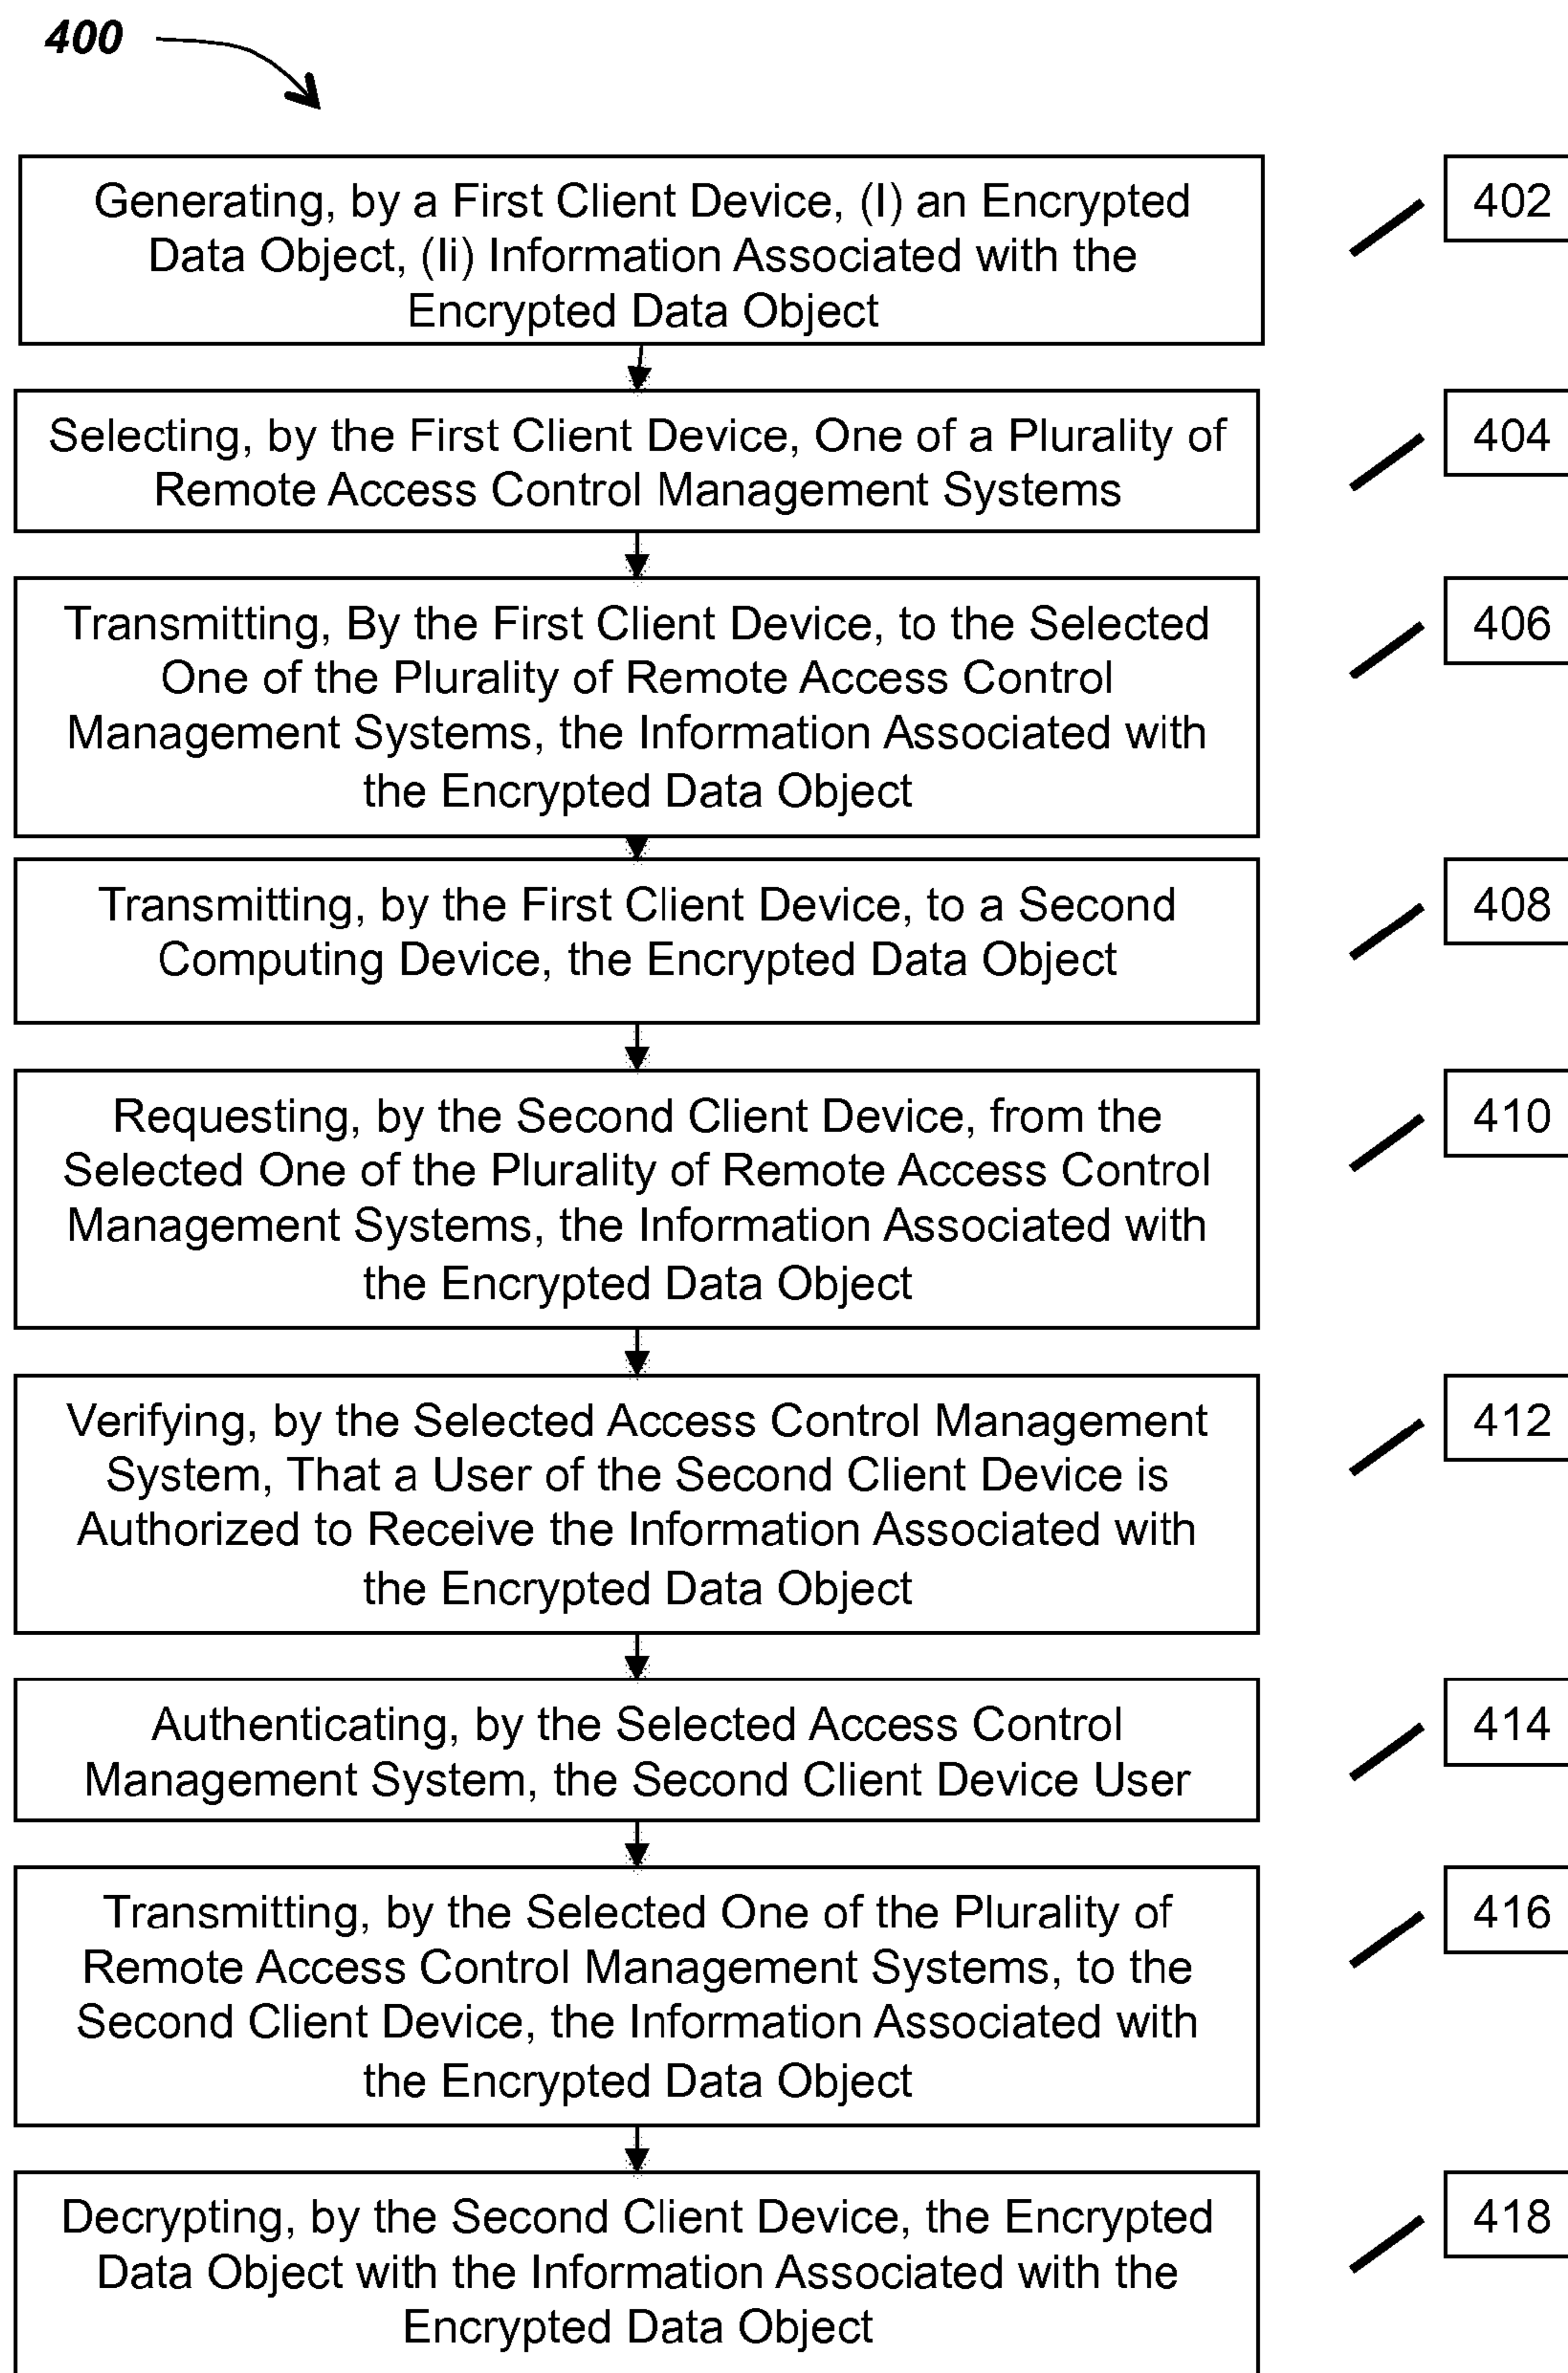 400
Generating, by a First Client Device, (I) an Encrypted
Data Object, (Ii) Information Associated with the
Encrypted Data Object
402
Selecting, by the First Client Device, One of a Plurality of
Remote Access Control Management Systems
404
Transmitting, By the First Client Device, to the Selected
One of the Plurality of Remote Access Control
Management Systems, the Information Associated with
the Encrypted Data Object
406
Transmitting, by the First Client Device, to a Second
Computing Device, the Encrypted Data Object
408
Requesting, by the Second Client Device, from the
Selected One of the Plurality of Remote Access Control
Management Systems, the Information Associated with
the Encrypted Data Object
410
Verifying, by the Selected Access Control Management
System, That a User of the Second Client Device is
Authorized to Receive the Information Associated with
the Encrypted Data Object
412
Authenticating, by the Selected Access Control
Management System, the Second Client Device User
414
Transmitting, by the Selected One of the Plurality of
Remote Access Control Management Systems, to the
Second Client Device, the Information Associated with
the Encrypted Data Object
416
Decrypting, by the Second Client Device, the Encrypted
Data Object with the Information Associated with the
Encrypted Data Object
418